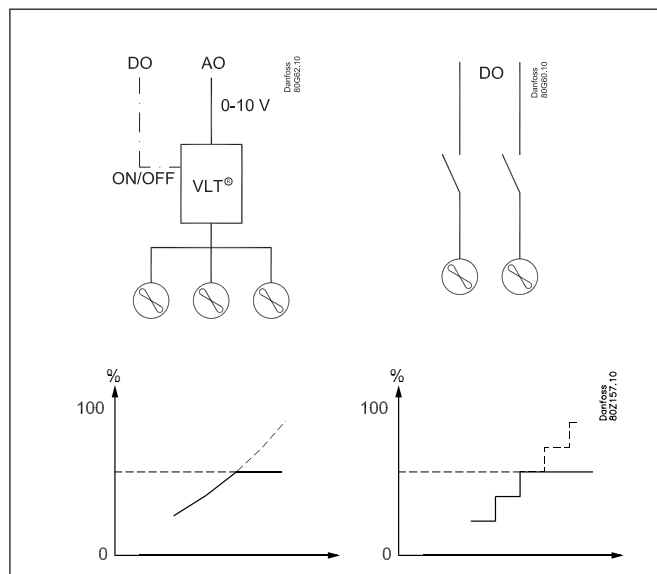 DO
AO
Danfoss
80G62.10
0-10 V
ON/OFF
VLT®
DO
Danfoss
80G60.10
%
100
0
%
100
0
Danfoss
80Z157.10